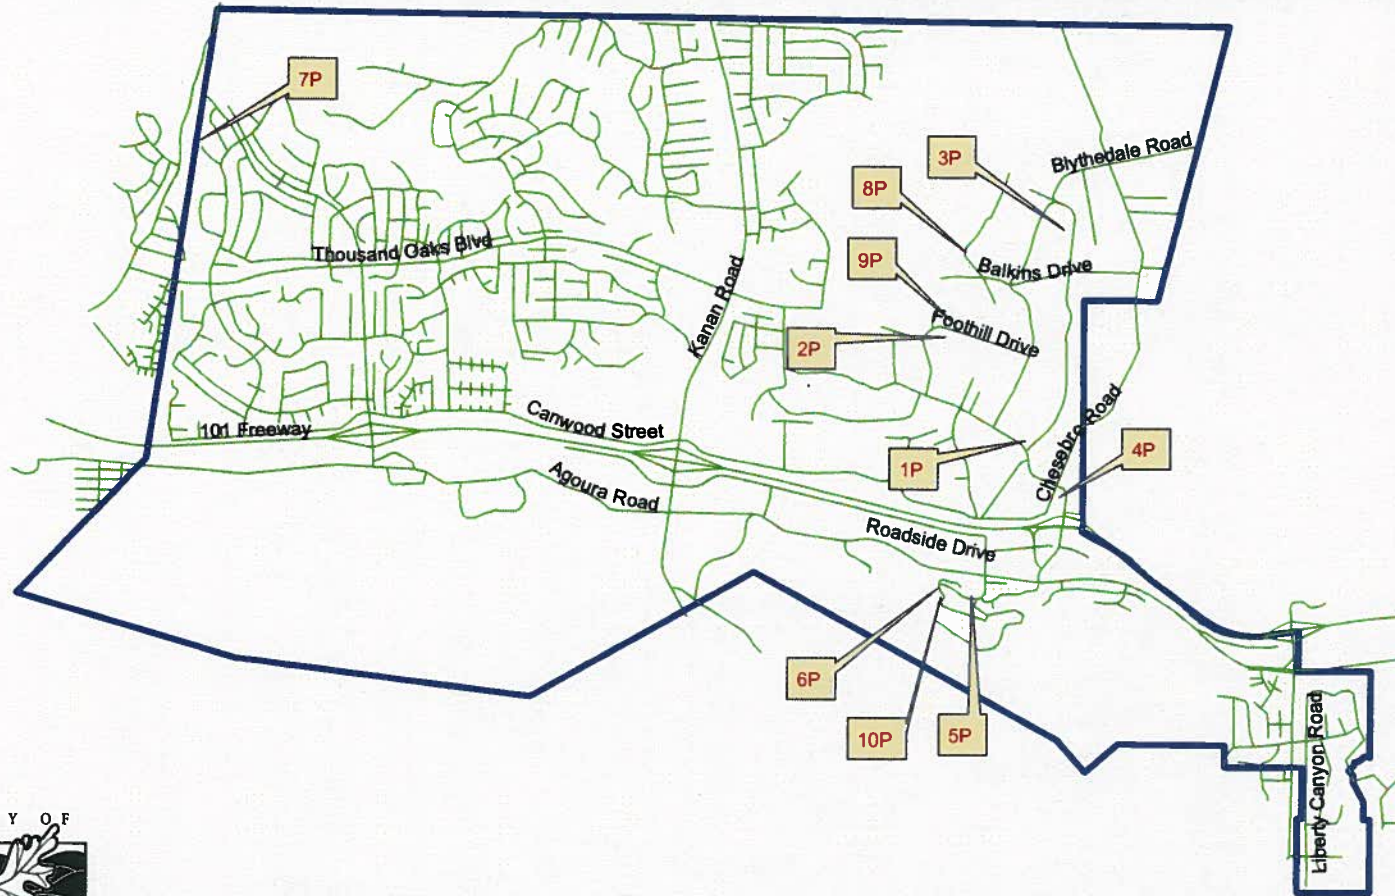 7P
Blythedale Road
3P
8P
Thousand Oaks Blvd
9P
Balkins Drive
Kanan Road
Foothill Drive
2P
Canwood Street
101 Freeway
Chesebro Road
4P
1P
Agoura Road
Roadside Drive
6P
10P
5P
Liberty Canyon Road
Y OF